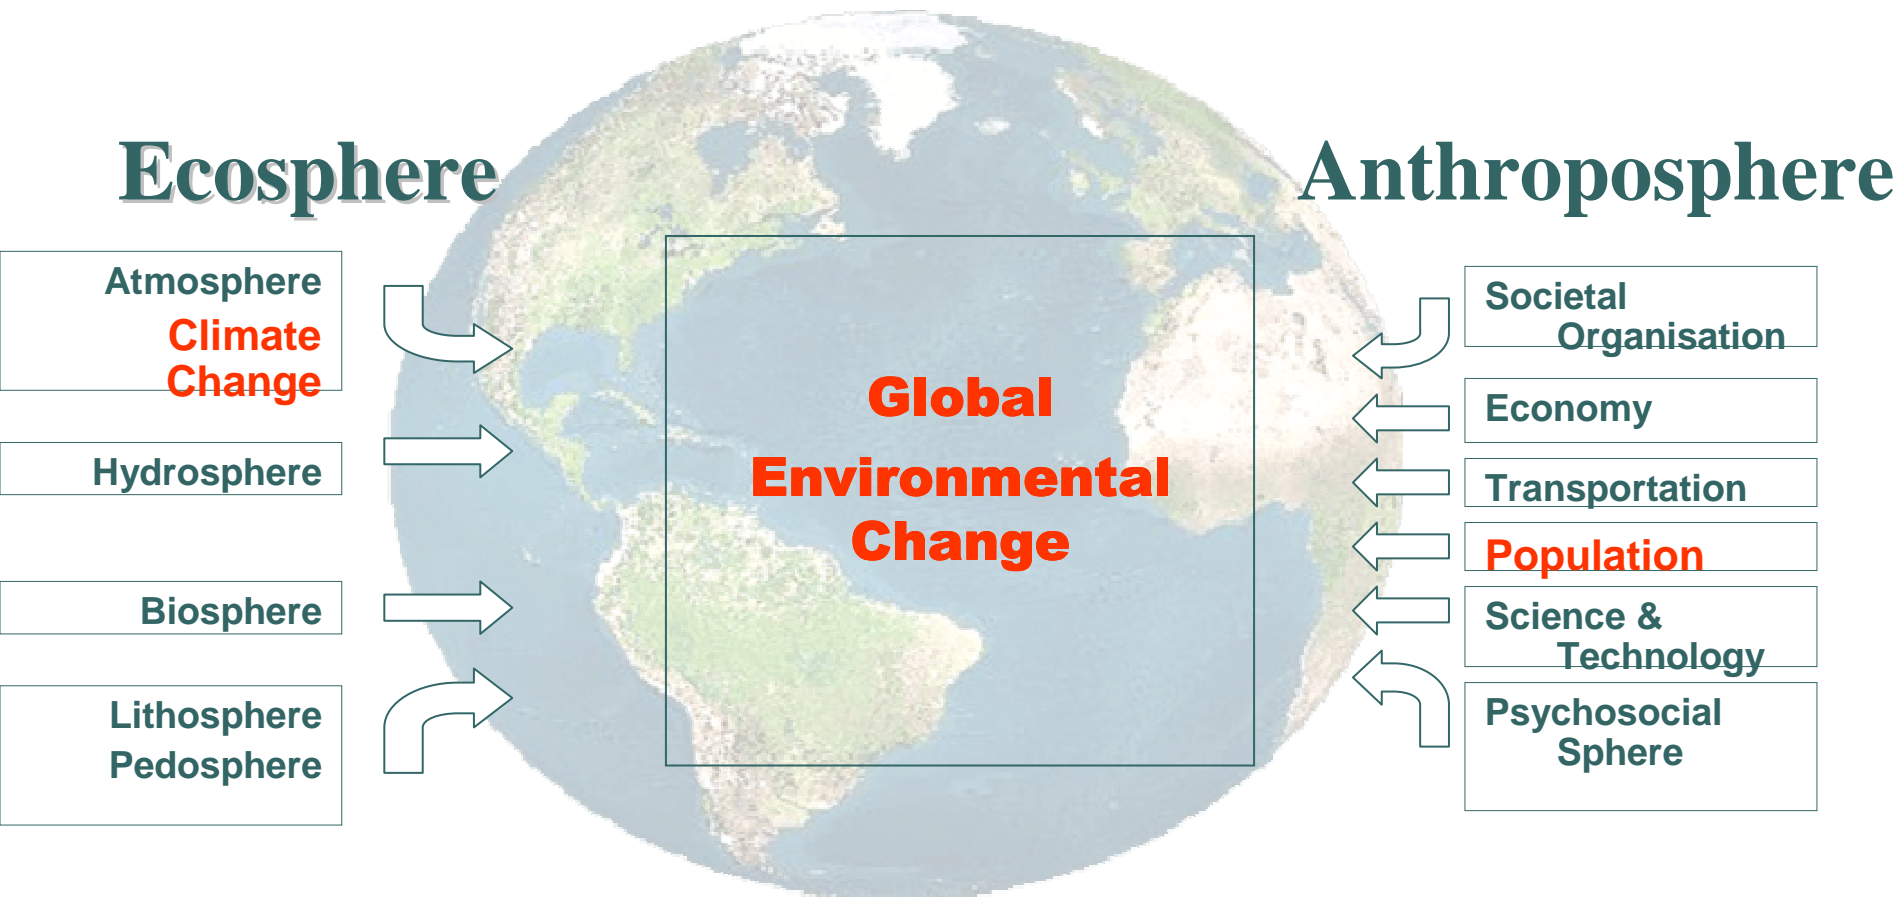 Ecosphere
Atmosphere
Climate
Change
Hydrosphere
Biosphere
Lithosphere
Pedosphere
Global
Environmental
Change
Anthroposphere
Societal
Organisation
Economy
Transportation
Population
Science &
Technology
Psychosocial
Sphere